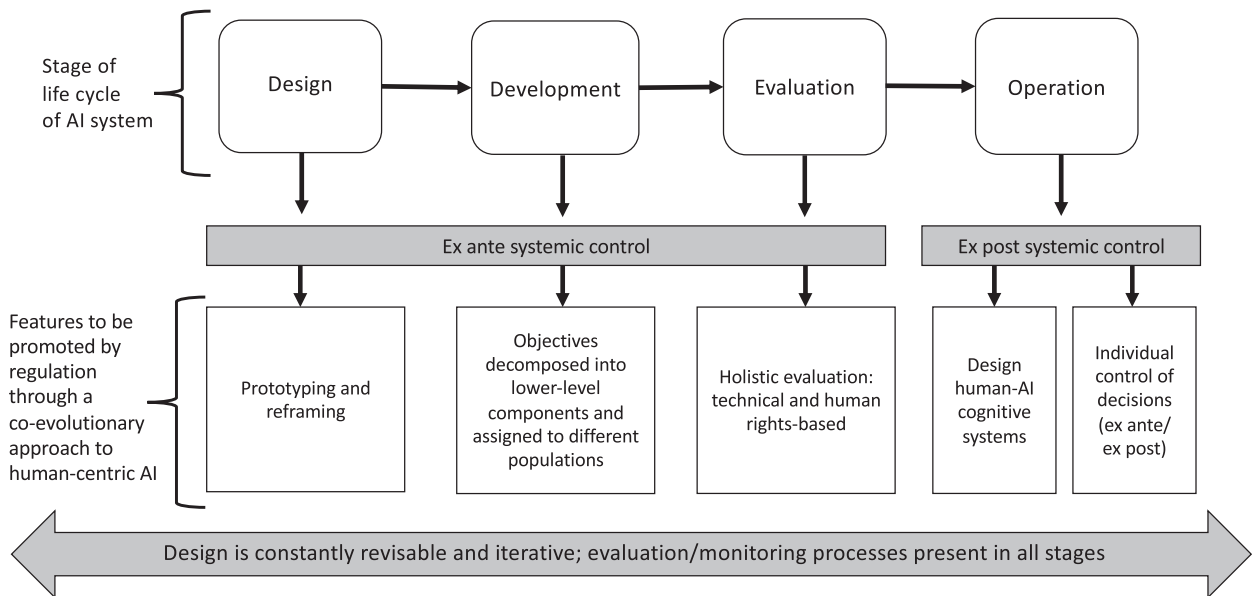 Stage of
life cycle
of AI system
Design
Development
Evaluation
Operation
Ex ante systemic control
Ex post systemic control
Features to be
promoted by
regulation
through a
co-evolutionary
approach to
human-centric AI
Prototyping and
reframing
Objectives
decomposed into
lower-level
components and
assigned to different
populations
Holistic evaluation:
technical and human
rights-based
Design
human-AI
cognitive
systems
Individual
control of
decisions
(ex ante/
ex post)
Design is constantly revisable and iterative; evaluation/monitoring processes present in all stages